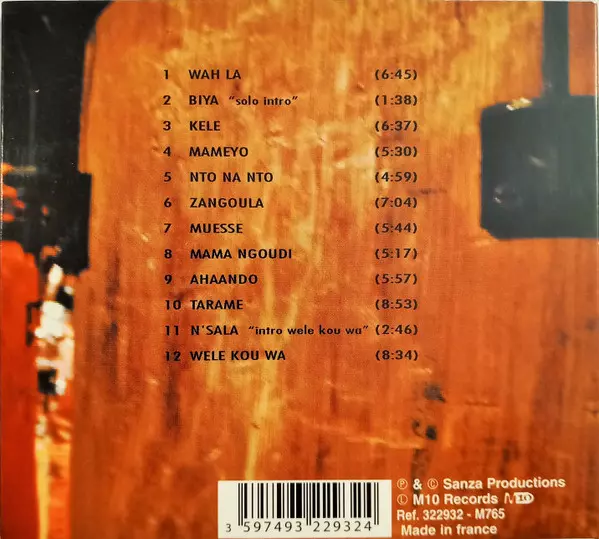 1 WAH LA (6:45)
2 BIYA "solo intro" (1:38)
3 KELE (6:37)
4 MAMEYO (5:30)
5 NTO NA NTO (4:59)
6 ZANGOULA (7:04)
7 MUESSE (5:44)
8 MAMA NGOUDI (5:17)
9 AHAANDO (5:57)
10 TARAME (8:53)
11 N'SALA "intro wele kou wa" (2:46)
12 WELE KOU WA (8:34)
℗ & © Sanza Productions
Ⓛ M10 Records M10
Ref. 322932 - M765
Made in france
3 597493 229324